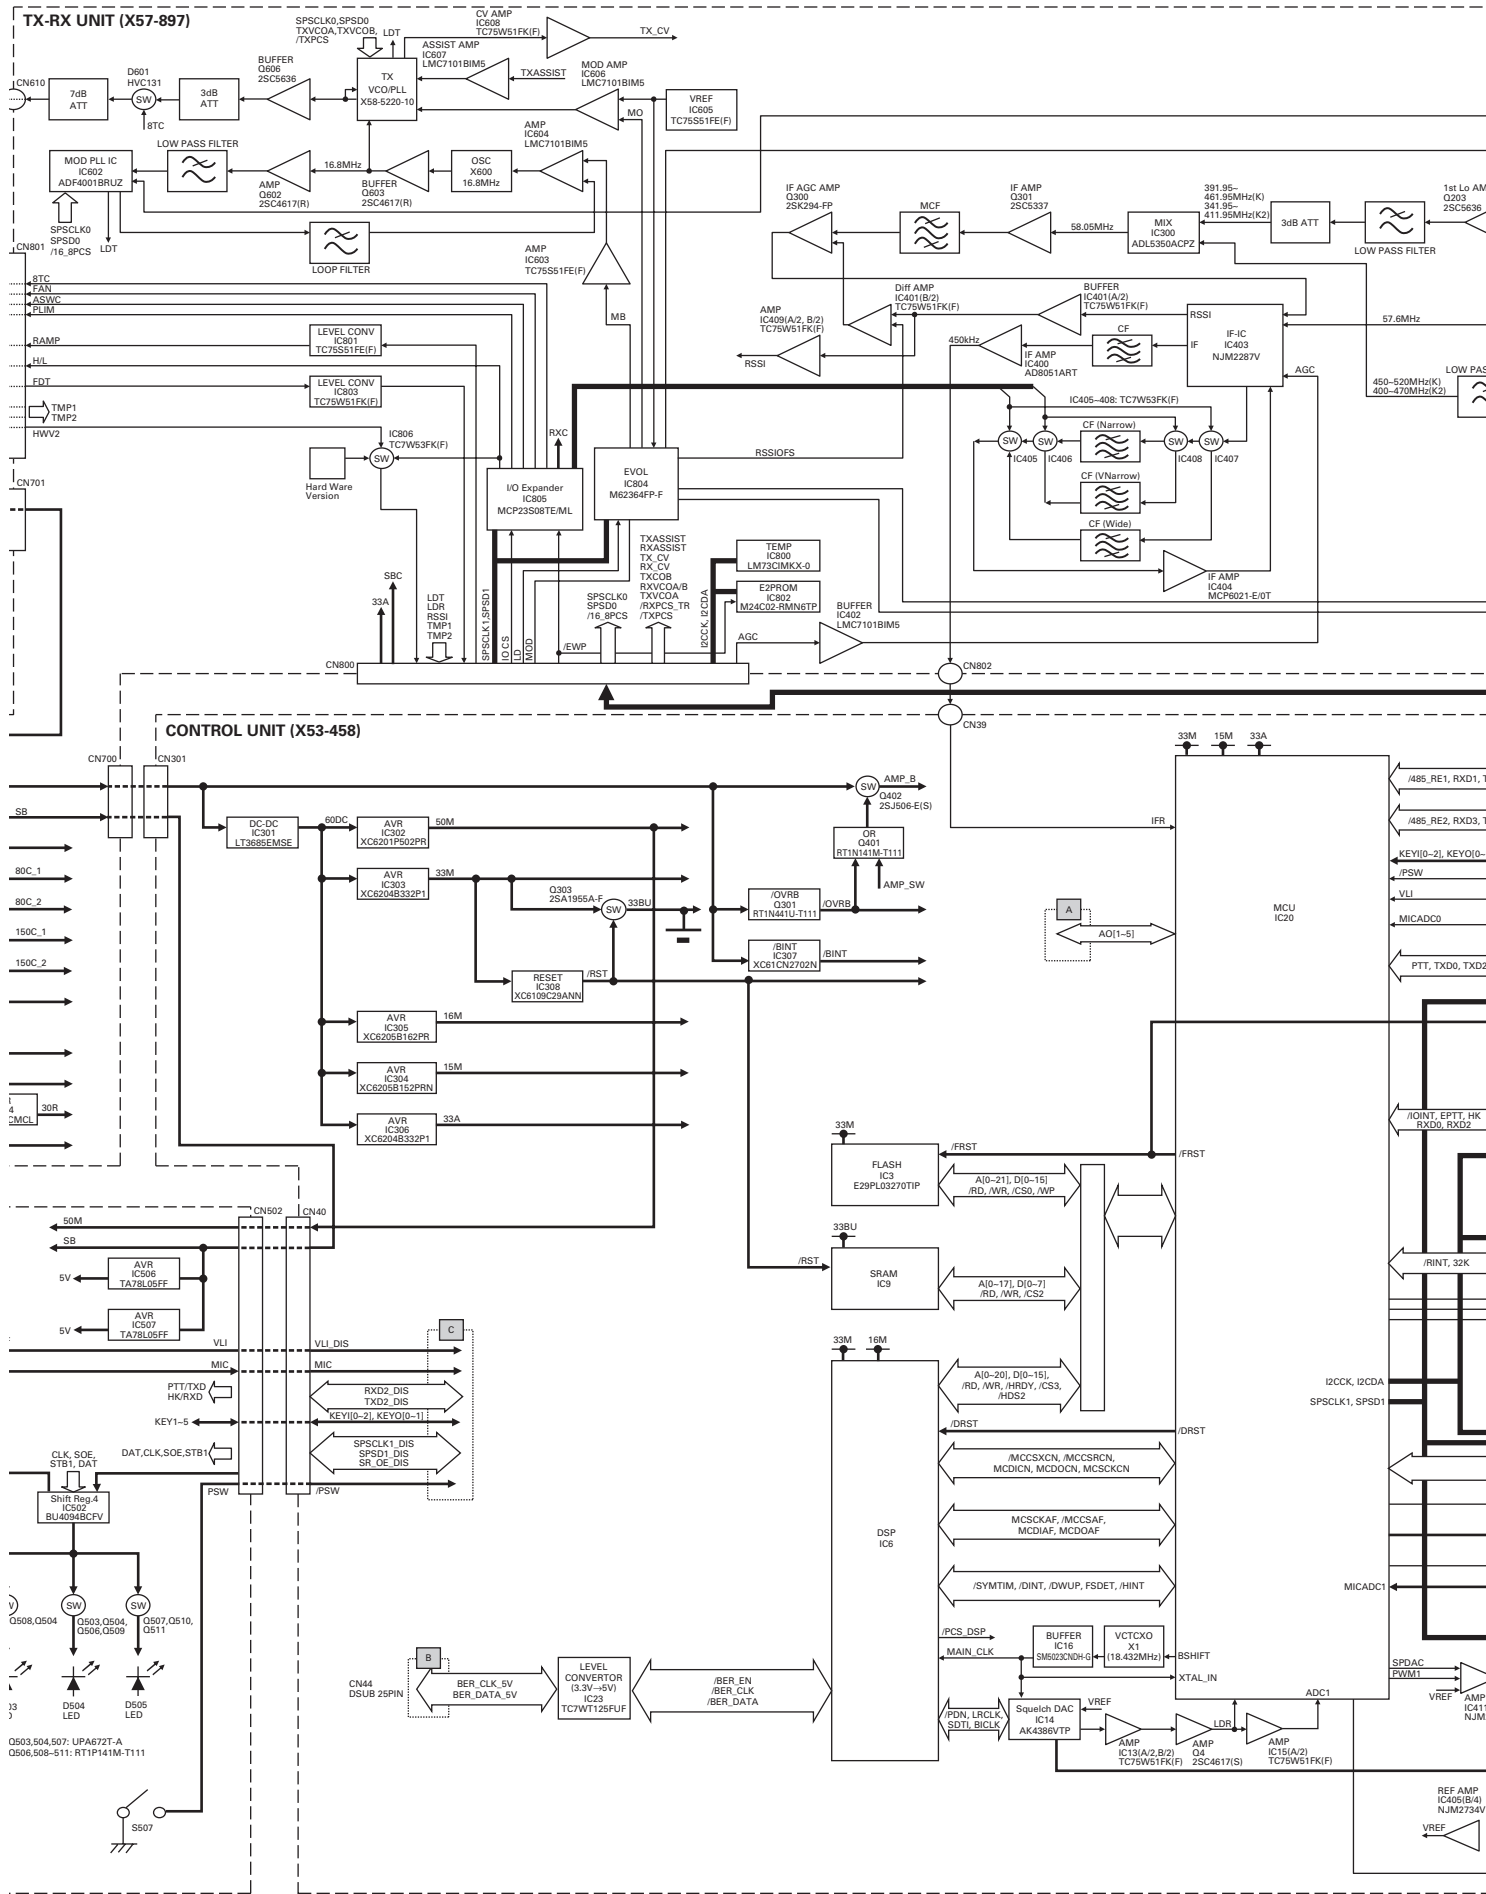 TX-RX UNIT (X57-897)
SPSCLK0,SPSD0
TXVCOA,TXVCOB,
/TXPCS
LDT
CV AMP
IC608
TC75W51FK(F)
TX_CV
ASSIST AMP
IC607
LMC7101BIM5
TXASSIST
MOD AMP
IC606
LMC7101BIM5
BUFFER
Q606
2SC5636
D601
HVC131
CN610
7dB
ATT
SW
8TC
3dB
ATT
TX
VCO/PLL
X58-5220-10
VREF
IC605
TC75S51FE(F)
MO
AMP
IC604
LMC7101BIM5
LOW PASS FILTER
MOD PLL IC
IC602
ADF4001BRUZ
16.8MHz
OSC
X600
16.8MHz
AMP
Q602
2SC4617(R)
BUFFER
Q603
2SC4617(R)
SPSCLK0
SPSD0
/16_8PCS
LDT
LOOP FILTER
AMP
IC603
TC75S51FE(F)
MB
IF AGC AMP
Q300
2SK294-FP
MCF
IF AMP
Q301
2SC5337
58.05MHz
391.95~
461.95MHz(K)
341.95~
411.95MHz(K2)
MIX
IC300
ADL5350ACPZ
3dB ATT
LOW PASS FILTER
1st Lo AM
Q203
2SC5636
CN801
8TC
FAN
ASWC
PLIM
RAMP
H/L
FDT
TMP1
TMP2
HWV2
LEVEL CONV
IC801
TC75S51FE(F)
LEVEL CONV
IC803
TC75W51FK(F)
AMP
IC409(A/2, B/2)
TC75W51FK(F)
RSSI
Diff AMP
IC401(B/2)
TC75W51FK(F)
BUFFER
IC401(A/2)
TC75W51FK(F)
450kHz
IF AMP
IC400
AD8051ART
CF
RSSI
IF
IF-IC
IC403
NJM2287V
57.6MHz
AGC
450~520MHz(K)
400~470MHz(K2)
LOW PAS
IC405~408: TC7W53FK(F)
CF (Narrow)
SW
SW
SW
SW
IC405
IC406
IC408
IC407
CF (VNarrow)
CF (Wide)
IF AMP
IC404
MCP6021-E/0T
IC806
TC7W53FK(F)
SW
Hard Ware
Version
RXC
I/O Expander
IC805
MCP23S08TE/ML
EVOL
IC804
M62364FP-F
RSSIOFS
CN701
SBC
33A
LDT
LDR
RSSI
TMP1
TMP2
SPSCLK1,SPSD1
IO CS
LD
MOD
/EWP
SPSCLK0
SPSD0
/16_8PCS
TXASSIST
RXASSIST
TX_CV
RX_CV
TXCOB
RXVCOA/B
TXVCOA
/RXPCS_TR
/TXPCS
I2CCK, I2CDA
TEMP
IC800
LM73CIMKX-0
E2PROM
IC802
M24C02-RMN6TP
AGC
BUFFER
IC402
LMC7101BIM5
CN800
CN802
CN39
CONTROL UNIT (X53-458)
CN700
CN301
SB
80C_1
80C_2
150C_1
150C_2
CMCL
30R
DC-DC
IC301
LT3685EMSE
60DC
AVR
IC302
XC6201P502PR
50M
AVR
IC303
XC6204B332P1
33M
Q303
2SA1955A-F
SW
33BU
RESET
IC308
XC6109C29ANN
/RST
AVR
IC305
XC6205B162PR
16M
AVR
IC304
XC6205B152PRN
15M
AVR
IC306
XC6204B332P1
33A
SW
AMP_B
Q402
2SJ506-E(S)
OR
Q401
RT1N141M-T111
AMP_SW
/OVRB
Q301
RT1N441U-T111
/OVRB
/BINT
IC307
XC61CN2702N
/BINT
IFR
33M
15M
33A
MCU
IC20
A
AO[1~5]
/485_RE1, RXD1, T
/485_RE2, RXD3, T
KEYI[0~2], KEYO[0~
/PSW
VLI
MICADC0
PTT, TXD0, TXD2
/IOINT, EPTT, HK
RXD0, RXD2
/RINT, 32K
33M
FLASH
IC3
E29PL03270TIP
/FRST
/FRST
A[0~21], D[0~15]
/RD, /WR, /CS0, /WP
33BU
/RST
SRAM
IC9
A[0~17], D[0~7]
/RD, /WR, /CS2
33M
16M
A[0~20], D[0~15],
/RD, /WR, /HRDY, /CS3,
/HDS2
/DRST
/DRST
/MCCSXCN, /MCCSRCN,
MCDICN, MCDOCN, MCSCKCN
MCSCKAF, /MCCSAF,
MCDIAF, MCDOAF
DSP
IC6
/SYMTIM, /DINT, /DWUP, FSDET, /HINT
I2CCK, I2CDA
SPSCLK1, SPSD1
MICADC1
/PCS_DSP
MAIN_CLK
BUFFER
IC16
SM5023CNDH-G
VCTCXO
X1
(18.432MHz)
BSHIFT
XTAL_IN
SPDAC
PWM1
ADC1
VREF
AMP
IC411
NJM
/PDN, LRCLK,
SDTI, BICLK
Squelch DAC
IC14
AK4386VTP
VREF
AMP
IC13(A/2,B/2)
TC75W51FK(F)
AMP
Q4
2SC4617(S)
LDR
AMP
IC15(A/2)
TC75W51FK(F)
REF AMP
IC405(B/4)
NJM2734V
VREF
CN502
CN40
50M
SB
5V
AVR
IC506
TA78L05FF
5V
AVR
IC507
TA78L05FF
VLI
VLI_DIS
MIC
MIC
C
PTT/TXD
HK/RXD
RXD2_DIS
TXD2_DIS
KEY1~5
KEYI[0~2], KEYO[0~1]
DAT,CLK,SOE,STB1
SPSCLK1_DIS
SPSD1_DIS
SR_OE_DIS
PSW
/PSW
CLK, SOE,
STB1, DAT
Shift Reg.4
IC502
BU4094BCFV
SW
SW
Q508,Q504
Q503,Q504,
Q506,Q509
Q507,Q510,
Q511
D504
LED
D505
LED
Q503,504,507: UPA672T-A
Q506,508~511: RT1P141M-T111
S507
CN44
DSUB 25PIN
B
BER_CLK_5V
BER_DATA_5V
LEVEL
CONVERTOR
(3.3V→5V)
IC23
TC7WT125FUF
/BER_EN
/BER_CLK
/BER_DATA